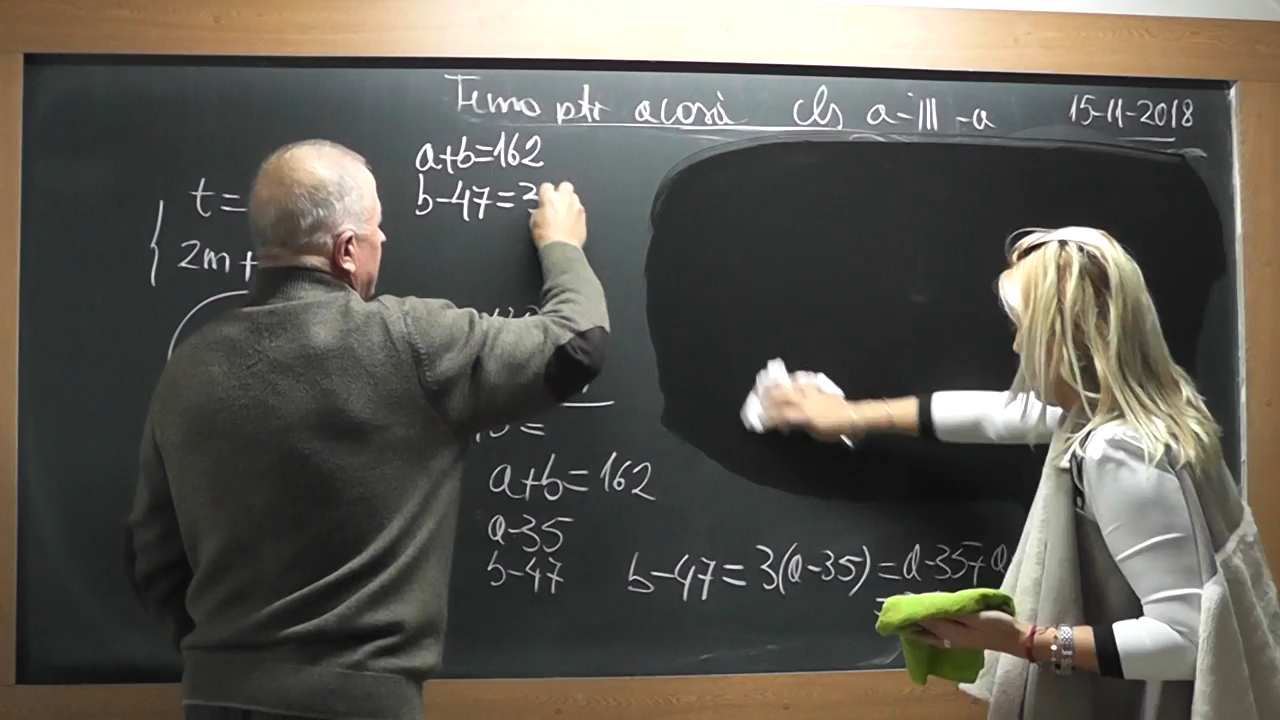 Temo ptr acasă cls a-III-a 15-11-2018
a+b=162
b-47=3
t=
2m+
a+b=162
a-35
b-47
b-47=3(a-35)=a-35+a